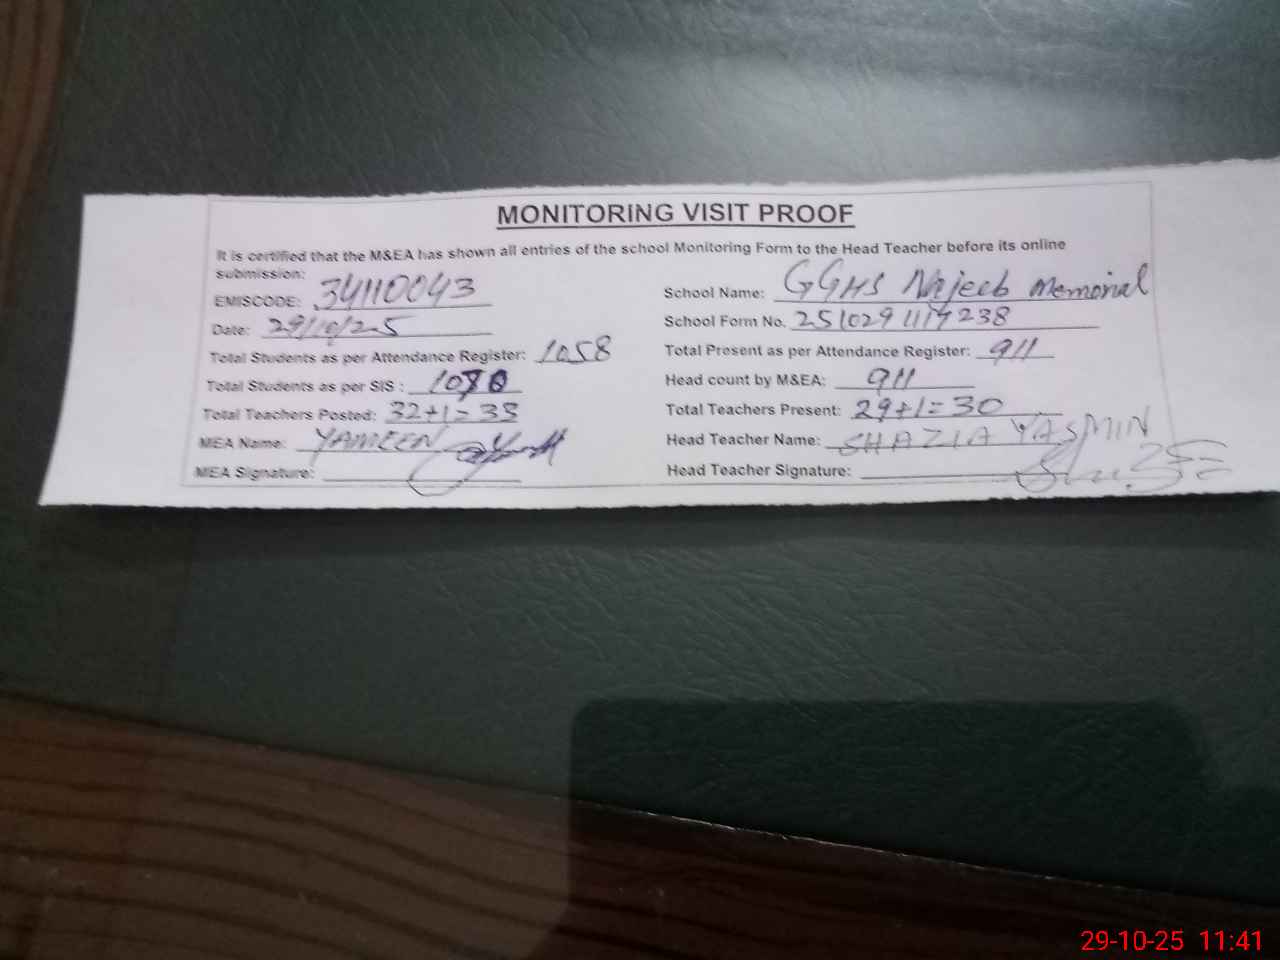 MONITORING VISIT PROOF
It is certified that the M&EA has shown all entries of the school Monitoring Form to the Head Teacher before its online
submission:
EMISCODE: 34110043
School Name: GGHS Najeeb Memorial
Date: 29/10/25
School Form No. 251029111
Total Students as per Attendance Register: 1058
Total Present as per Attendance Register: 911
Total Students as per SIS :
Head count by M&EA: 911
Total Teachers Posted: 32+1=33
Total Teachers Present: 29+1=30
MEA Name: YAMEEN
Head Teacher Name: SHAZIA YASMIN
MEA Signature:
Head Teacher Signature:
29-10-25 11:41